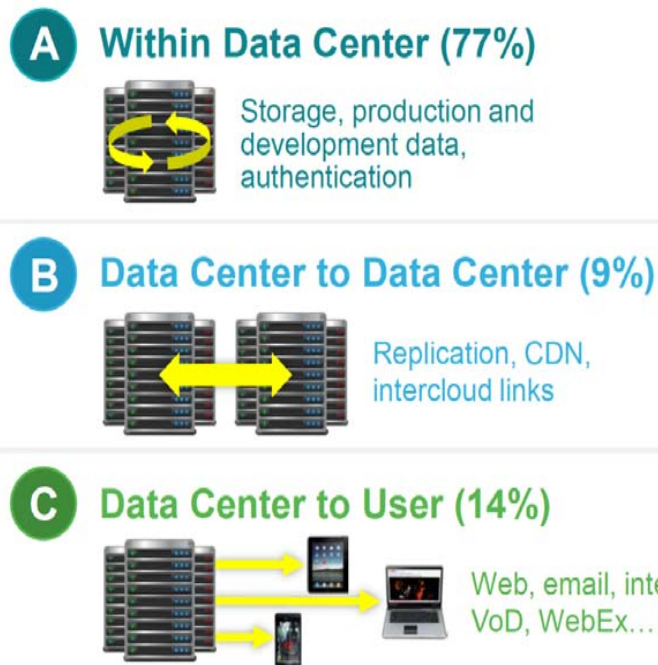 A Within Data Center (77%)
Storage, production and
development data,
authentication
B Data Center to Data Center (9%)
Replication, CDN,
intercloud links
C Data Center to User (14%)
Web, email,
VoD, WebEx...